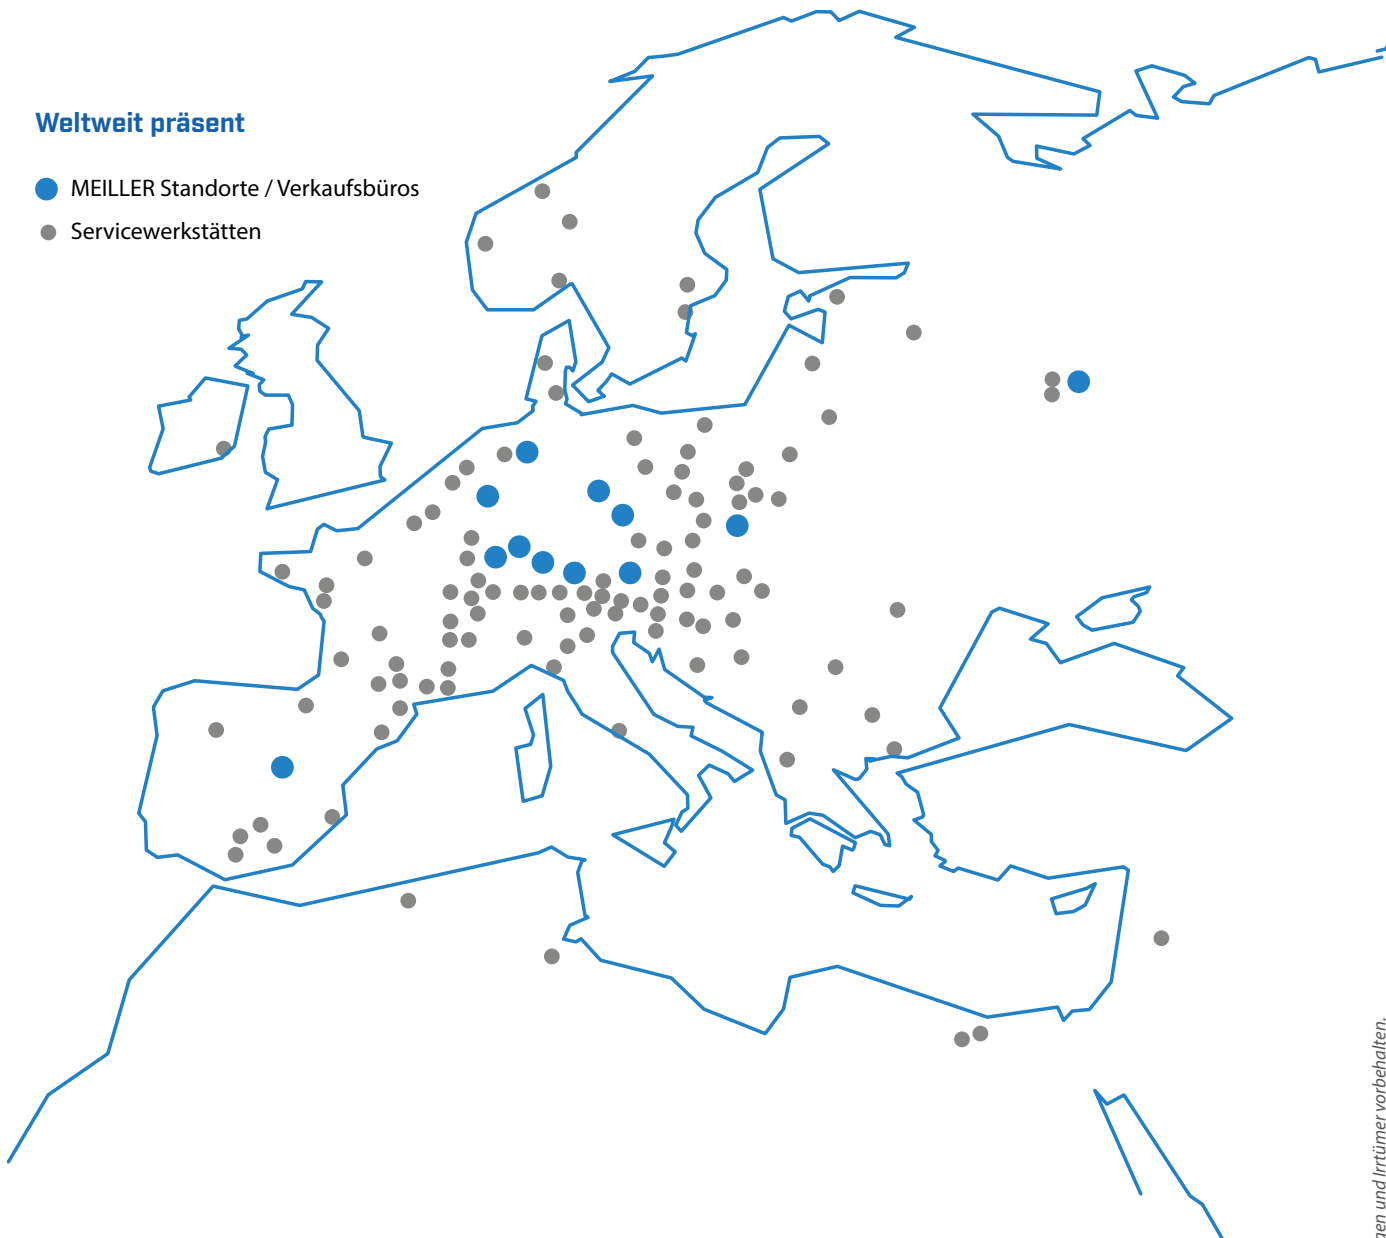 Weltweit präsent
MEILLER Standorte / Verkaufsbüros
Servicewerkstätten
und Irrtümer vorbehalten.